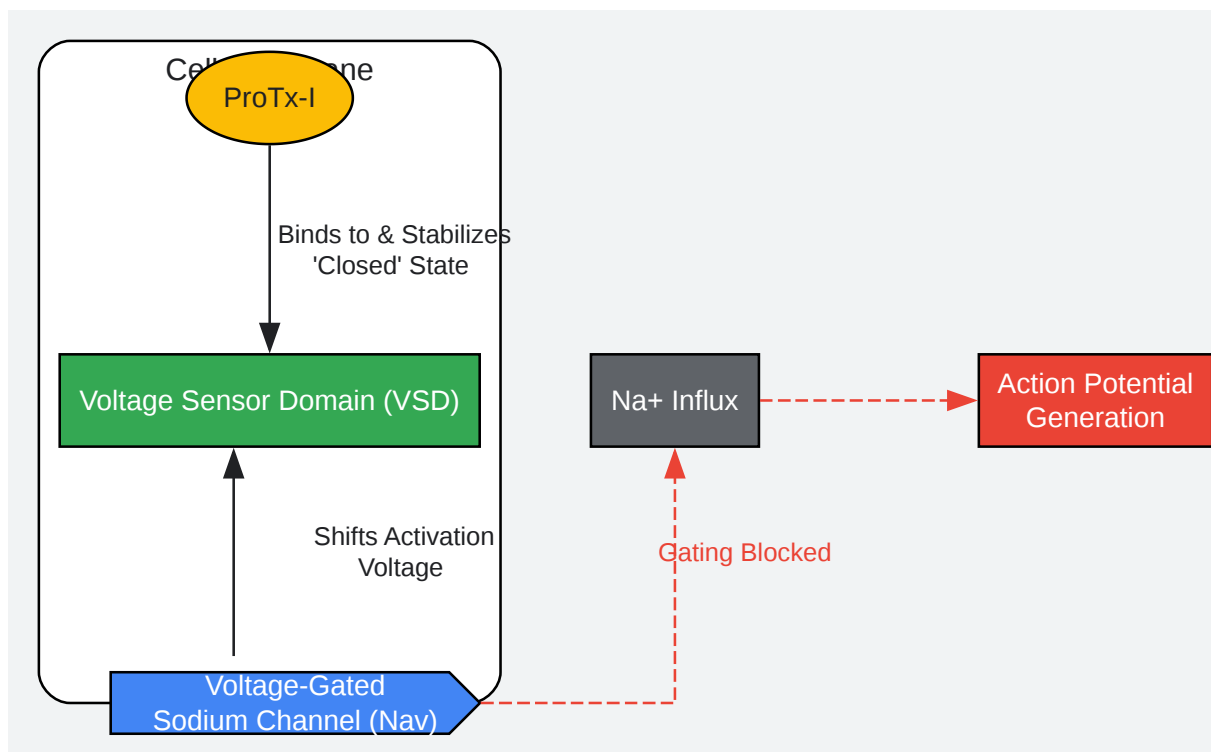 ProTx-I
Binds to & Stabilizes
'Closed' State
Voltage Sensor Domain (VSD)
Na+ Influx
Action Potential
Generation
Shifts Activation
Voltage
Gating Blocked
Voltage-Gated
Sodium Channel (Nav)